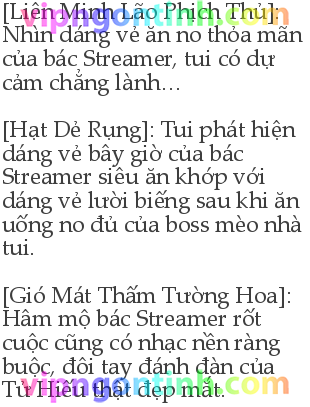 [Liên Minh Lão Phích Thủ]:
Nhìn dáng vẻ ăn no thỏa mãn
của bác Streamer, tui có dự
cảm chẳng lành…
[Hạt Dẻ Rụng]: Tui phát hiện
dáng vẻ bây giờ của bác
Streamer siêu ăn khớp với
dáng vẻ lười biếng sau khi ăn
uống no đủ của boss mèo nhà
tui.
[Gió Mát Thấm Tường Hoa]:
Hâm mộ bác Streamer rốt
cuộc cũng có nhạc nền ràng
buộc, đôi tay đánh đàn của
Tử Hiếu thật đẹp mắt.
vipngontinh.com
vipngontinh.com